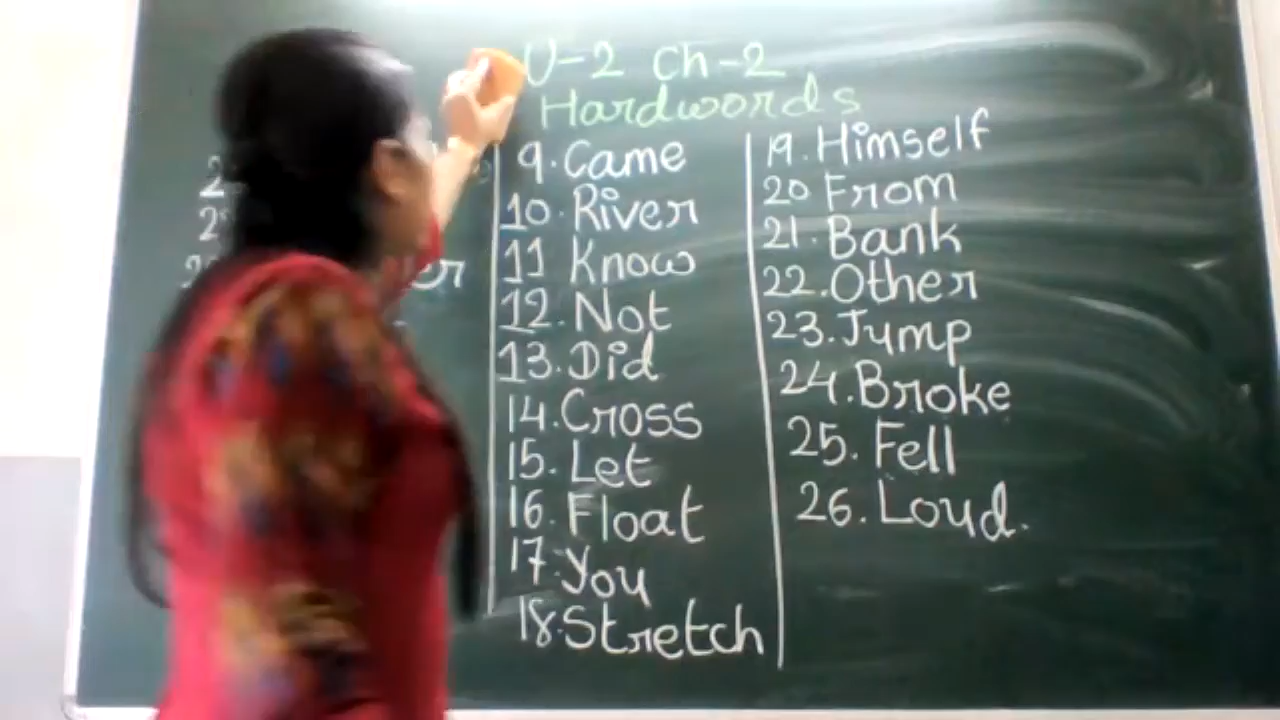 U-2 Ch-2
Hardwords
9. Came
10. River
11 Know
12. Not
13. Did
14. Cross
15. Let
16. Float
17. You
18. Stretch
19. Himself
20 From
21. Bank
22. Other
23. Jump
24. Broke
25. Fell
26. Loud.